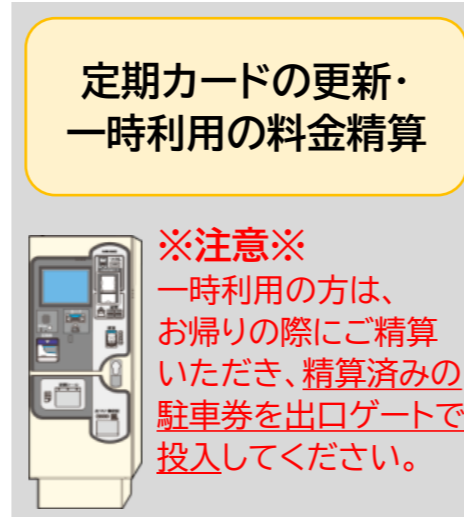 定期カードの更新・
一時利用の料金精算
※注意※
一時利用の方は、
お帰りの際にご精算
いただき、精算済みの
駐車券を出口ゲートで
投入してください。